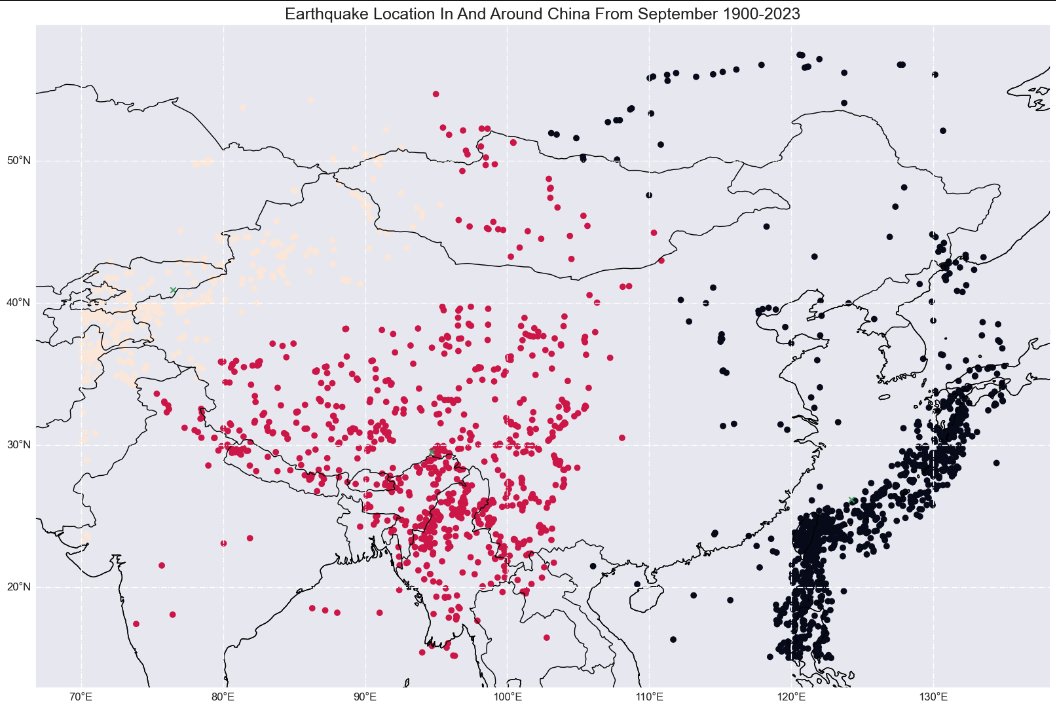 Earthquake Location In And Around China From September 1900-2023
50°N
40°N
30°N
20°N
70°E 80°E 90°E 100°E 110°E 120°E 130°E